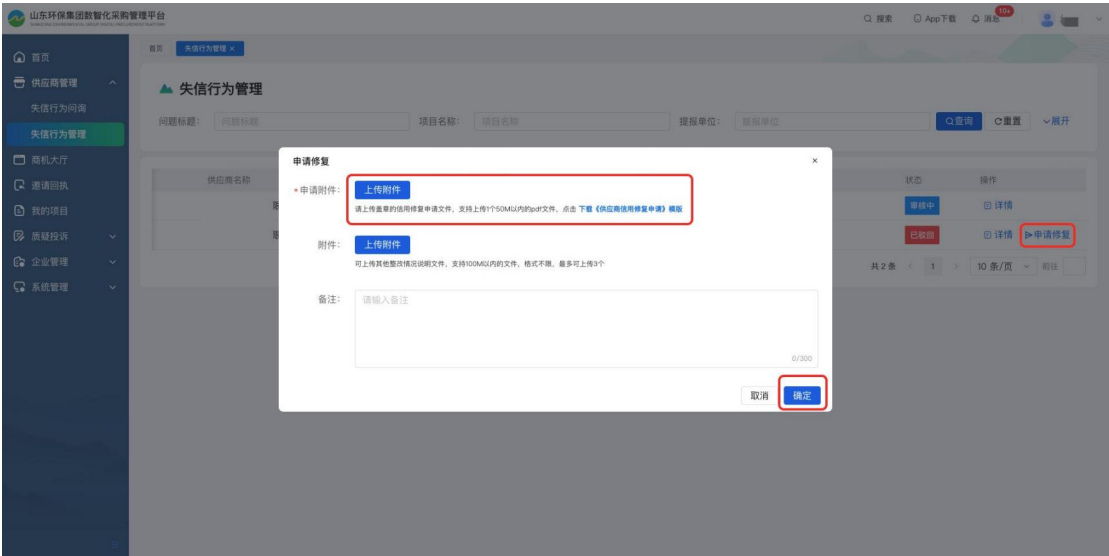 山东环保集团数智化采购管理平台
搜索 App下载 消息 10+
首页
供应商管理
失信行为问询
失信行为管理
商机大厅
邀请回执
我的项目
质疑投诉
企业管理
系统管理
首页 失信行为管理 ×
失信行为管理
问题标题: 问题标题 项目名称: 项目名称 提报单位: 提报单位 查询 重置 展开
供应商名称 状态 操作
审核中 详情
已驳回 详情 申请修复
共 2 条 1 10 条/页 前往
申请修复 ×
*申请附件: 上传附件
请上传盖章的信用修复申请文件，支持上传1个50M以内的pdf文件，点击 下载《供应商信用修复申请》模版
附件: 上传附件
可上传其他整改情况说明文件，支持100M以内的文件，格式不限，最多可上传3个
备注: 请输入备注
0/300
取消 确定